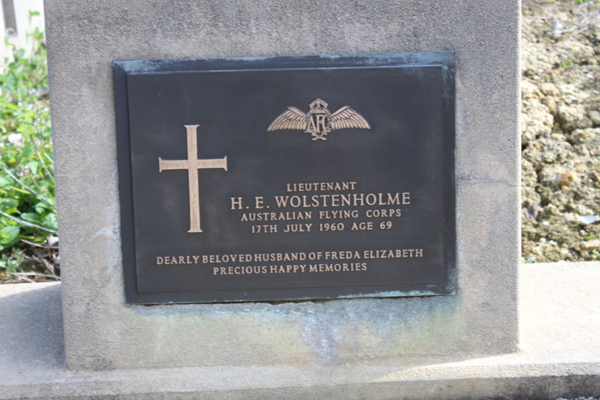 AFC
LIEUTENANT
H. E. WOLSTENHOLME
AUSTRALIAN FLYING CORPS
17TH JULY 1960 AGE 69
DEARLY BELOVED HUSBAND OF FREDA ELIZABETH
PRECIOUS HAPPY MEMORIES